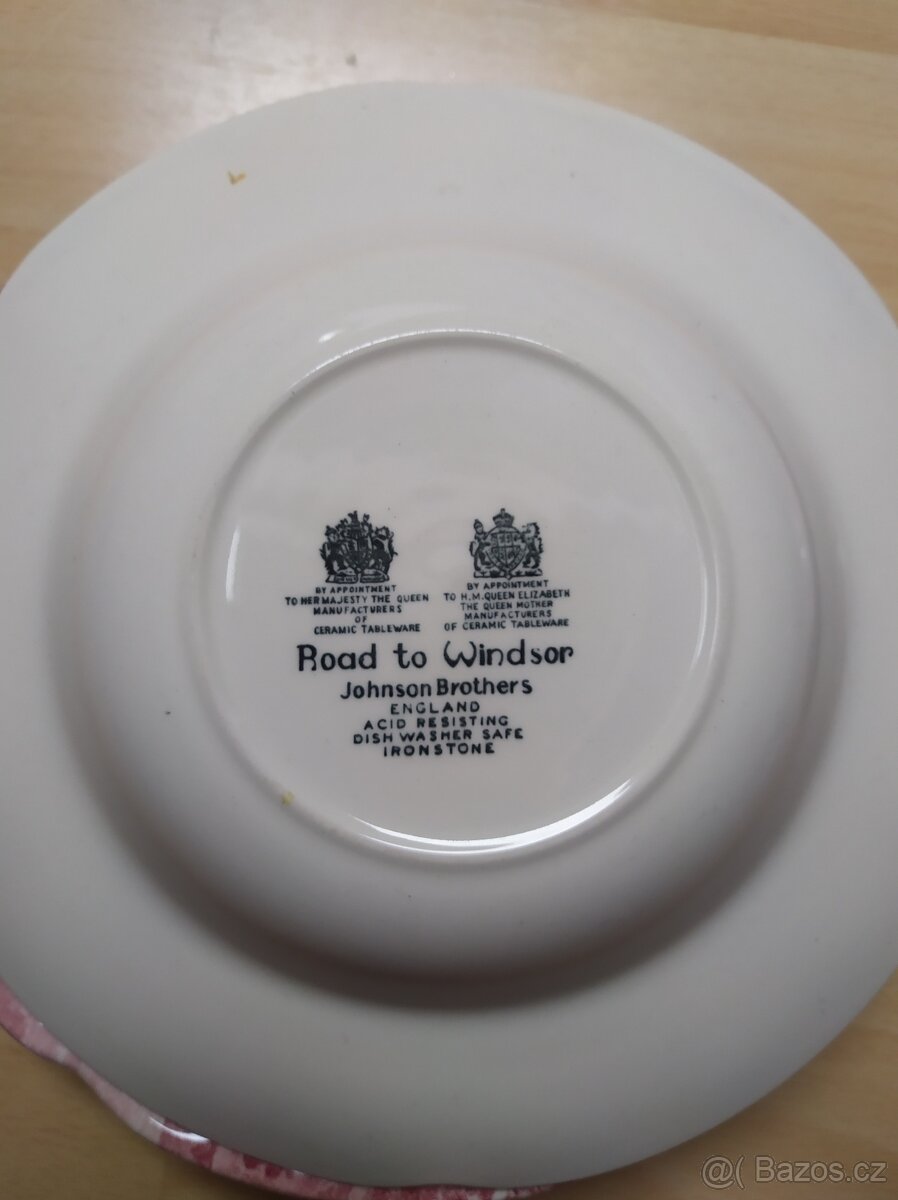 BY APPOINTMENT
TO HER MAJESTY THE QUEEN
MANUFACTURERS
OF
CERAMIC TABLEWARE
BY APPOINTMENT
TO H.M.QUEEN ELIZABETH
THE QUEEN MOTHER
MANUFACTURERS
OF CERAMIC TABLEWARE
Road to Windsor
Johnson Brothers
ENGLAND
ACID RESISTING
DISH WASHER SAFE
IRONSTONE
@( Bazos.cz